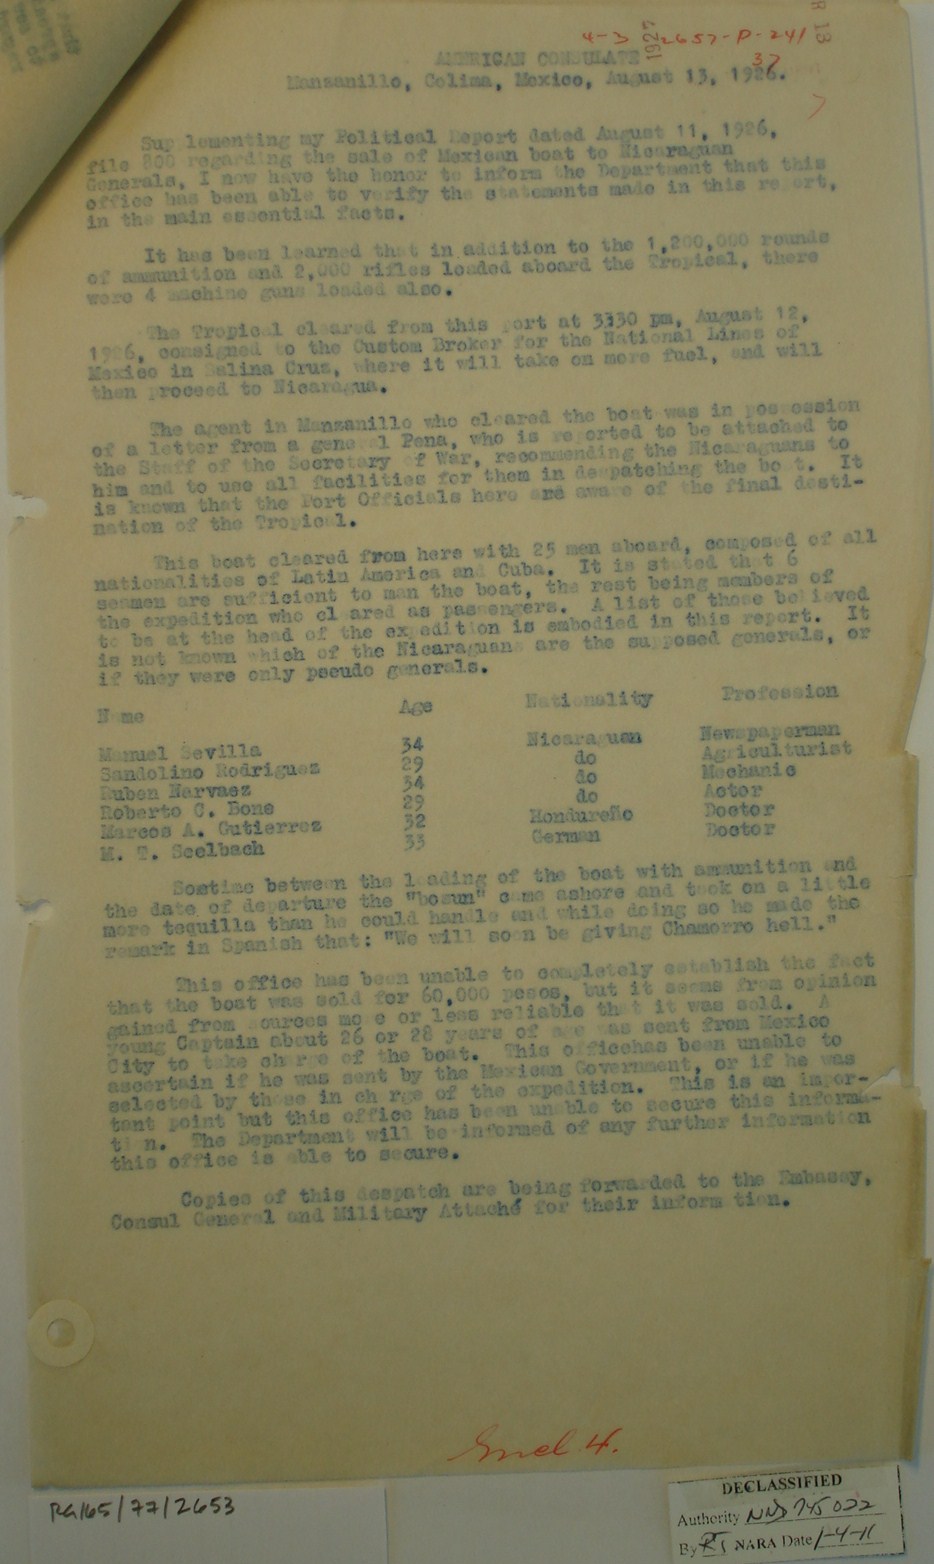 4-3 2657-P-241
37
1927
R 13
AMERICAN CONSULATE
Manzanillo, Colima, Mexico, August 13, 1926.
Supplementing my Political Report dated August 11, 1926,
file 800 regarding the sale of Mexican boat to Nicaraguan
Generals, I now have the honor to inform the Department that this
office has been able to verify the statements made in this report,
in the main essential facts.
It has been learned that in addition to the 1,200,000 rounds
of ammunition and 2,000 rifles loaded aboard the Tropical, there
were 4 machine guns loaded also.
The Tropical cleared from this port at 3330 pm, August 12,
1926, consigned to the Custom Broker for the National Lines of
Mexico in Salina Cruz, where it will take on more fuel, and will
then proceed to Nicaragua.
The agent in Manzanillo who cleared the boat was in possession
of a letter from a general Pena, who is reported to be attached to
the Staff of the Secretary of War, recommending the Nicaraguans to
him and to use all facilities for them in despatching the boat. It
is known that the Port Officials here are aware of the final desti-
nation of the Tropical.
This boat cleared from here with 25 men aboard, composed of all
nationalities of Latin America and Cuba. It is stated that 6
seamen are sufficient to man the boat, the rest being members of
the expedition who cleared as passengers. A list of those believed
to be at the head of the expedition is embodied in this report. It
is not known which of the Nicaraguans are the supposed generals, or
if they were only pseudo generals.
Name Age Nationality Profession
Manuel Sevilla 34 Nicaraguan Newspaperman
Sandolino Rodriguez 29 do Agriculturist
Ruben Narvaez 34 do Mechanic
Roberto C. Bone 29 do Actor
Marcos A. Gutierrez 32 Hondureño Doctor
M. T. Seelbach 33 German Doctor
Somtime between the loading of the boat with ammunition and
the date of departure the "bosun" came ashore and took on a little
more tequilla than he could handle and while doing so he made the
remark in Spanish that: "We will soon be giving Chamorro hell."
This office has been unable to completely establish the fact
that the boat was sold for 60,000 pesos, but it seems from opinion
gained from sources more or less reliable that it was sold. A
young Captain about 26 or 28 years of age was sent from Mexico
City to take charge of the boat. This officehas been unable to
ascertain if he was sent by the Mexican Government, or if he was
selected by those in charge of the expedition. This is an impor-
tant point but this office has been unable to secure this informa-
tion. The Department will be informed of any further information
this office is able to secure.
Copies of this despatch are being forwarded to the Embassy,
Consul General and Military Attaché for their information.
Encl 4.
RG165/77/2653
DECLASSIFIED
Authority NND 745022
By RT NARA Date 1-4-11